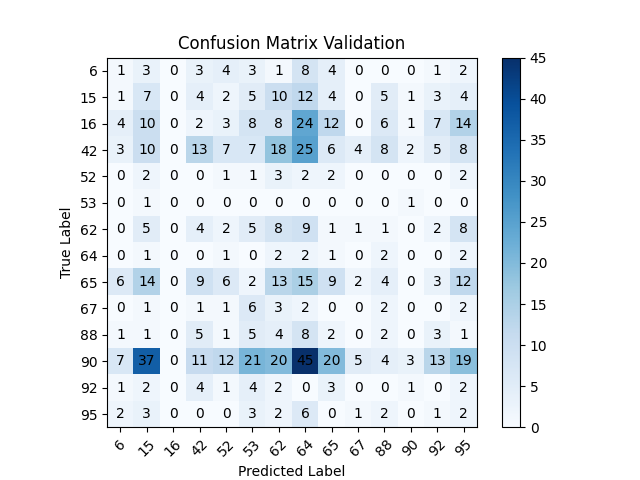 Confusion Matrix Validation
6 1 3 0 3 4 3 1 8 4 0 0 0 1 2
15 1 7 0 4 2 5 10 12 4 0 5 1 3 4
16 4 10 0 2 3 8 8 24 12 0 6 1 7 14
42 3 10 0 13 7 7 18 25 6 4 8 2 5 8
52 0 2 0 0 1 1 3 2 2 0 0 0 0 2
53 0 1 0 0 0 0 0 0 0 0 0 1 0 0
62 0 5 0 4 2 5 8 9 1 1 1 0 2 8
64 0 1 0 0 1 0 2 2 1 0 2 0 0 2
65 6 14 0 9 6 2 13 15 9 2 4 0 3 12
67 0 1 0 1 1 6 3 2 0 0 2 0 0 2
88 1 1 0 5 1 5 4 8 2 0 2 0 3 1
90 7 37 0 11 12 21 20 45 20 5 4 3 13 19
92 1 2 0 4 1 4 2 0 3 0 0 1 0 2
95 2 3 0 0 0 3 2 6 0 1 2 0 1 2
6 15 16 42 52 53 62 64 65 67 88 90 92 95
Predicted Label
True Label
45
40
35
30
25
20
15
10
5
0